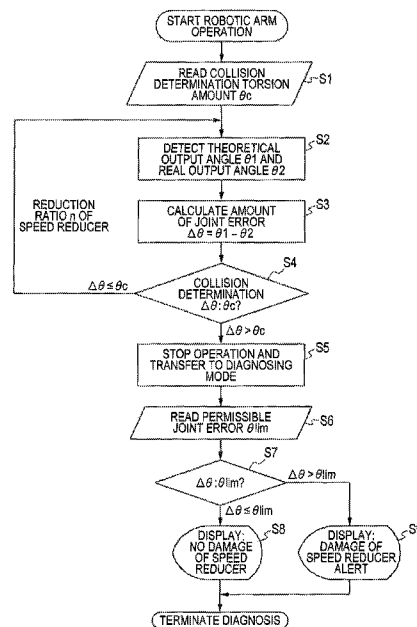 START ROBOTIC ARM
OPERATION
READ COLLISION
DETERMINATION TORSION
AMOUNT θc
S1
S2
DETECT THEORETICAL
OUTPUT ANGLE θ1 AND
REAL OUTPUT ANGLE θ2
REDUCTION
RATIO n OF
SPEED REDUCER
S3
CALCULATE AMOUNT
OF JOINT ERROR
Δθ = θ1 − θ2
S4
Δθ ≤ θc
COLLISION
DETERMINATION
Δθ : θc?
Δθ > θc
S5
STOP OPERATION AND
TRANSFER TO DIAGNOSING
MODE
READ PERMISSIBLE
JOINT ERROR θlim
S6
S7
Δθ : θlim?
Δθ > θlim
Δθ ≤ θlim
S8
DISPLAY:
NO DAMAGE
OF SPEED
REDUCER
DISPLAY:
DAMAGE OF
SPEED REDUCER
ALERT
TERMINATE DIAGNOSIS